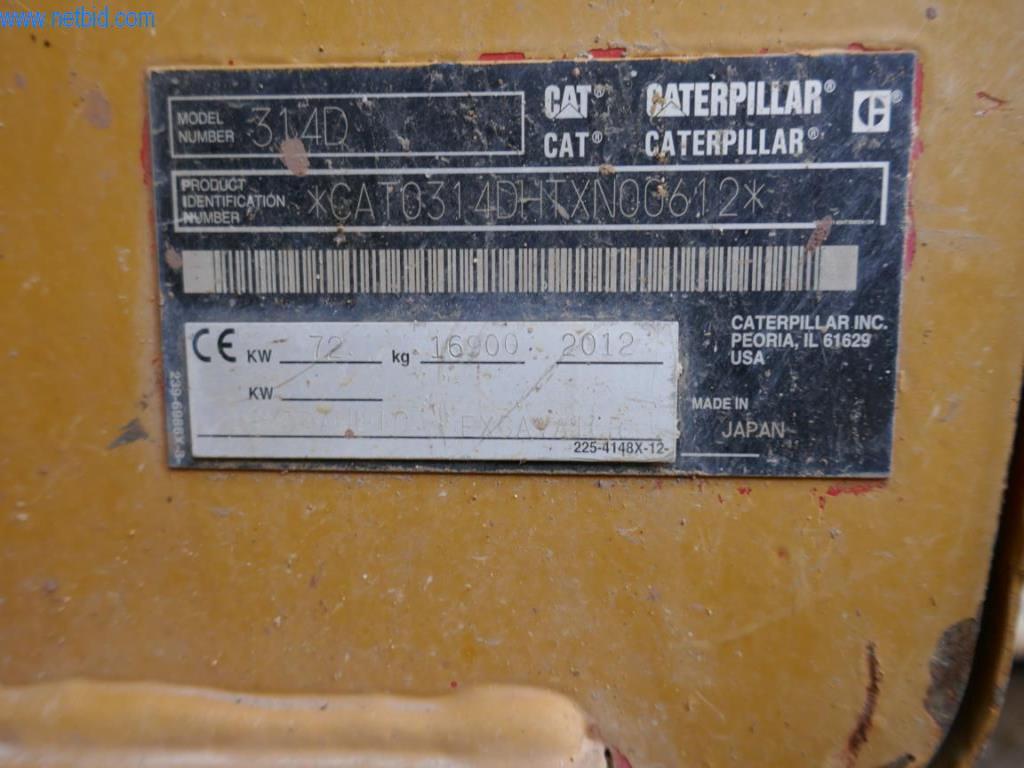 www.netbid.com
MODEL NUMBER 314D
CAT® CATERPILLAR®
CAT® CATERPILLAR®
PRODUCT IDENTIFICATION NUMBER *CAT0314DHTXN00612*
CE KW 72 kg 16900 2012
KW
EXCAVATOR
225-4148X-12-
CATERPILLAR INC.
PEORIA, IL 61629
USA
MADE IN
JAPAN